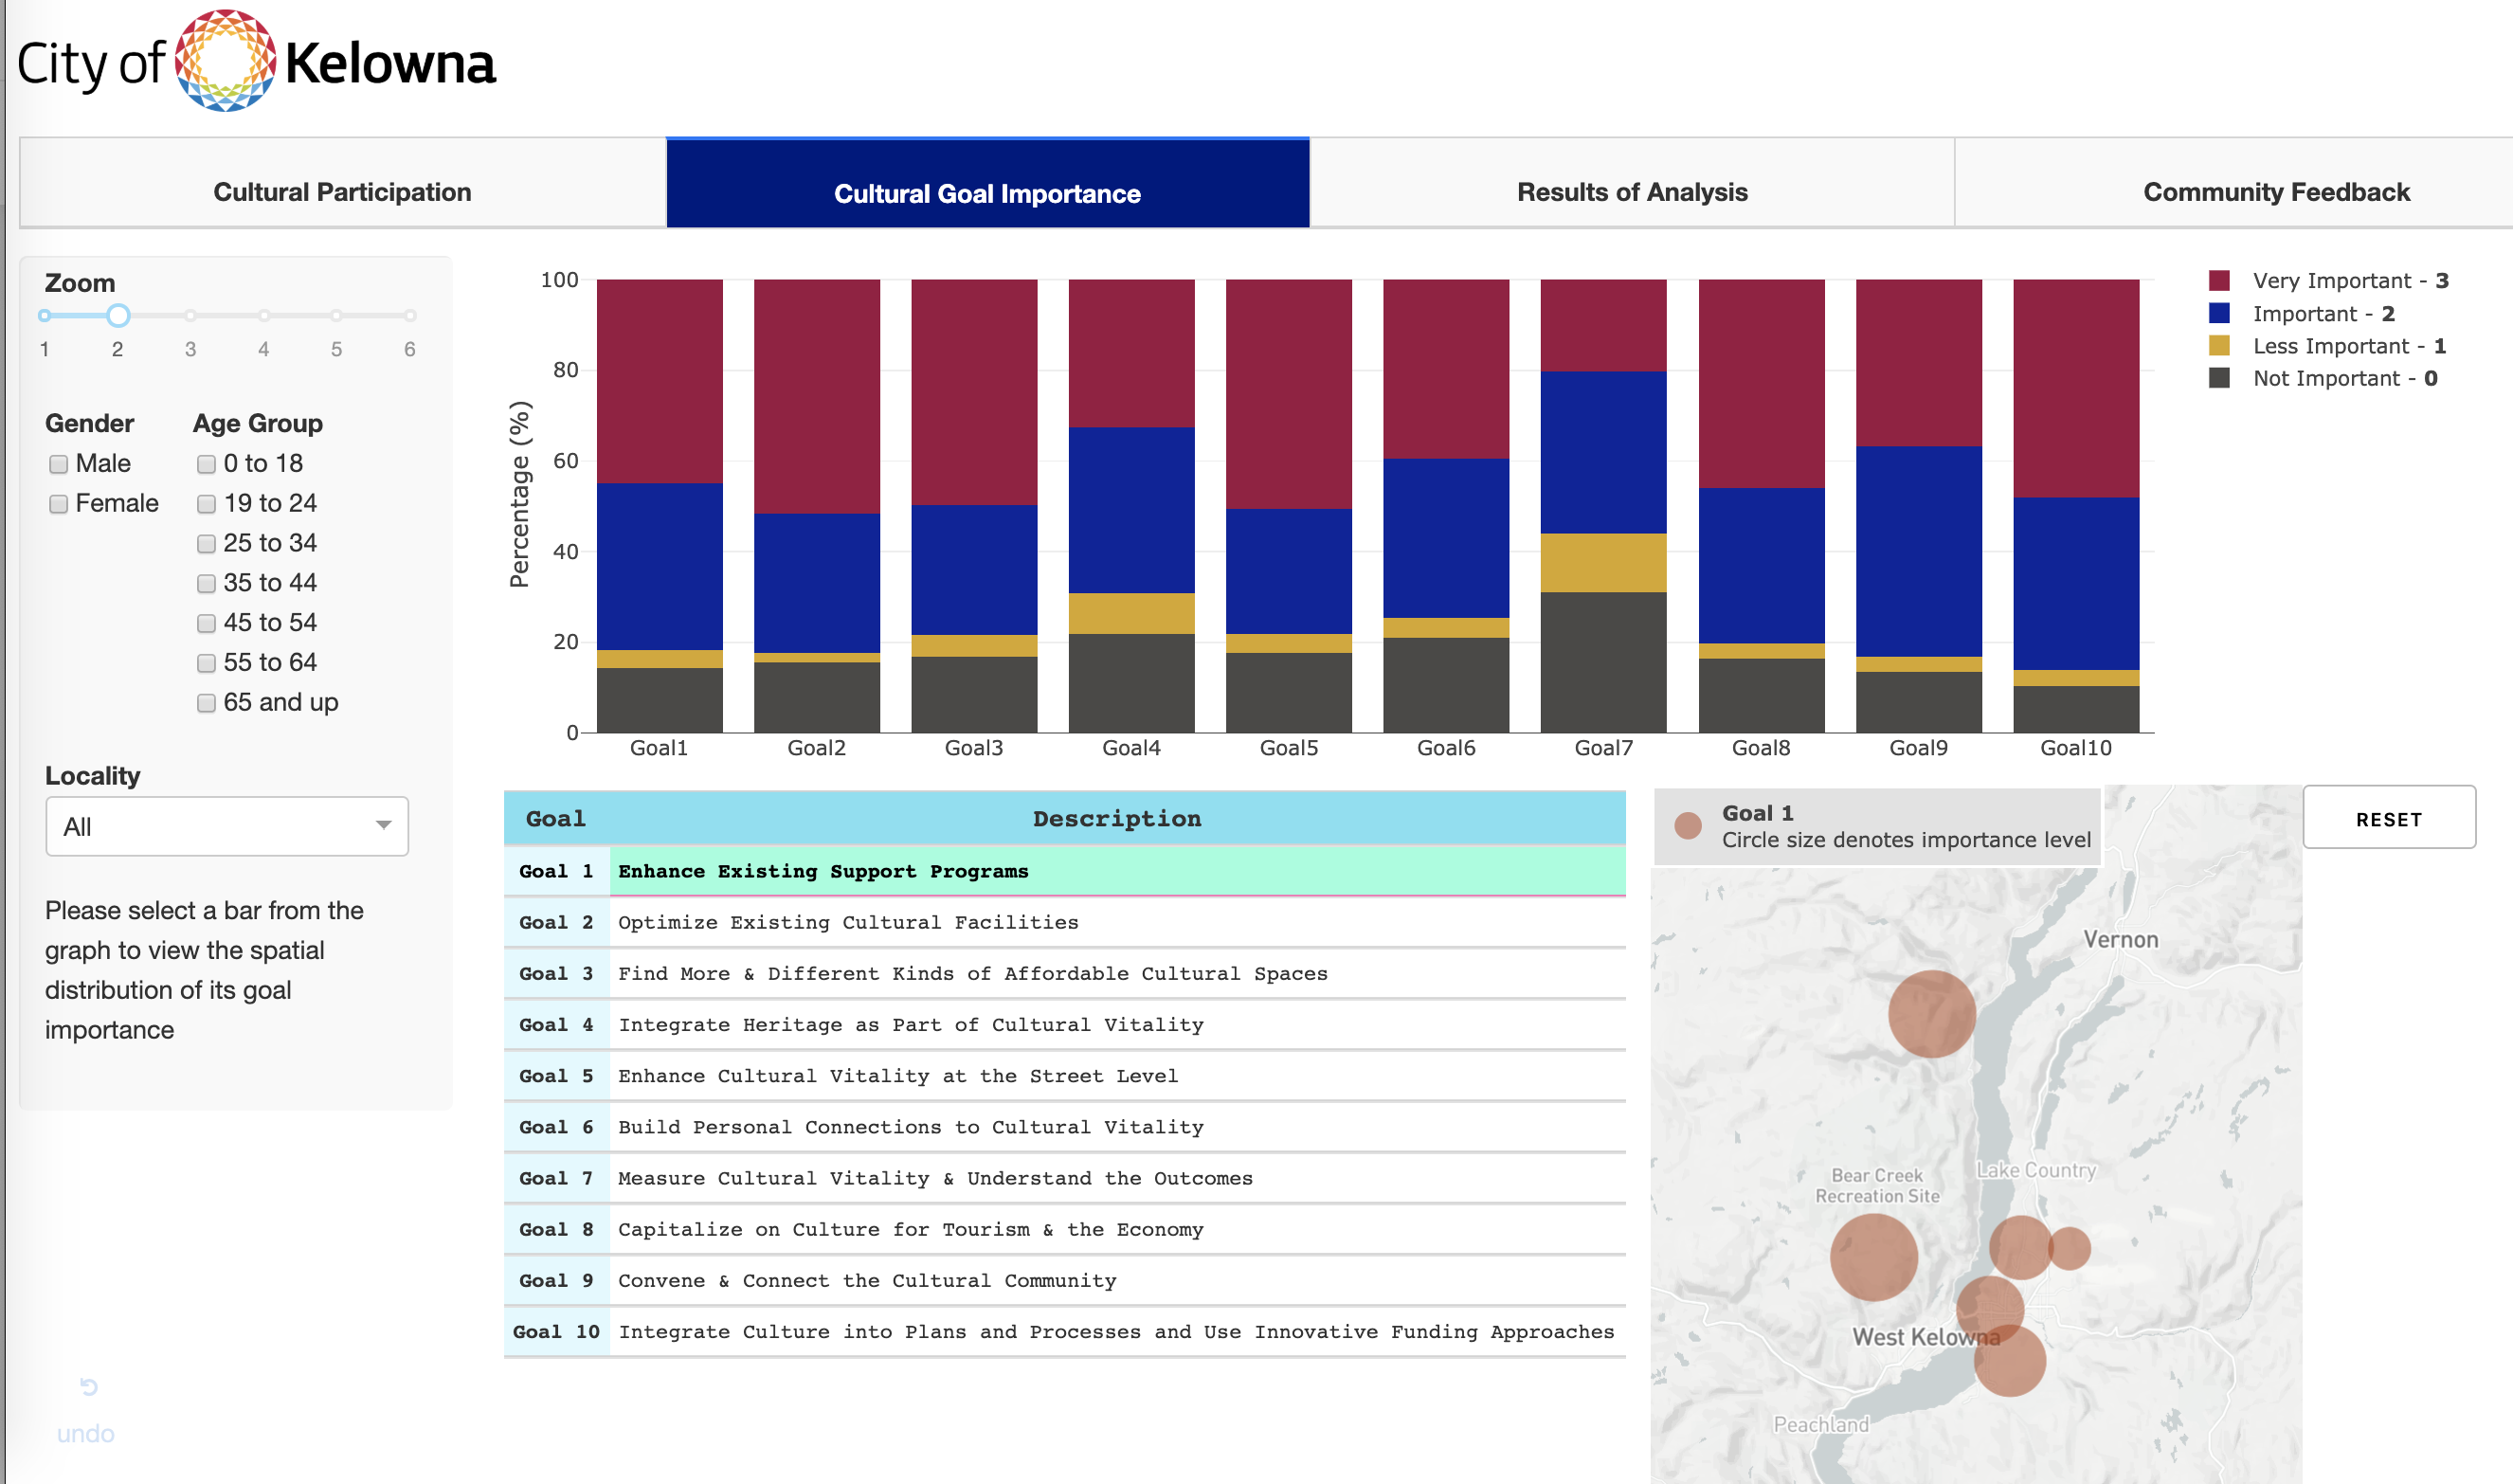 City of Kelowna
Cultural Participation
Cultural Goal Importance
Results of Analysis
Community Feedback
Zoom
1 2 3 4 5 6
Gender
Male
Female
Age Group
0 to 18
19 to 24
25 to 34
35 to 44
45 to 54
55 to 64
65 and up
Locality
All
Please select a bar from the
graph to view the spatial
distribution of its goal
importance
undo
Percentage (%)
100
80
60
40
20
0
Goal1 Goal2 Goal3 Goal4 Goal5 Goal6 Goal7 Goal8 Goal9 Goal10
Very Important - 3
Important - 2
Less Important - 1
Not Important - 0
Goal Description
Goal 1 Enhance Existing Support Programs
Goal 2 Optimize Existing Cultural Facilities
Goal 3 Find More & Different Kinds of Affordable Cultural Spaces
Goal 4 Integrate Heritage as Part of Cultural Vitality
Goal 5 Enhance Cultural Vitality at the Street Level
Goal 6 Build Personal Connections to Cultural Vitality
Goal 7 Measure Cultural Vitality & Understand the Outcomes
Goal 8 Capitalize on Culture for Tourism & the Economy
Goal 9 Convene & Connect the Cultural Community
Goal 10 Integrate Culture into Plans and Processes and Use Innovative Funding Approaches
Goal 1
Circle size denotes importance level
RESET
Vernon
Lake Country
Bear Creek
Recreation Site
West Kelowna
Peachland